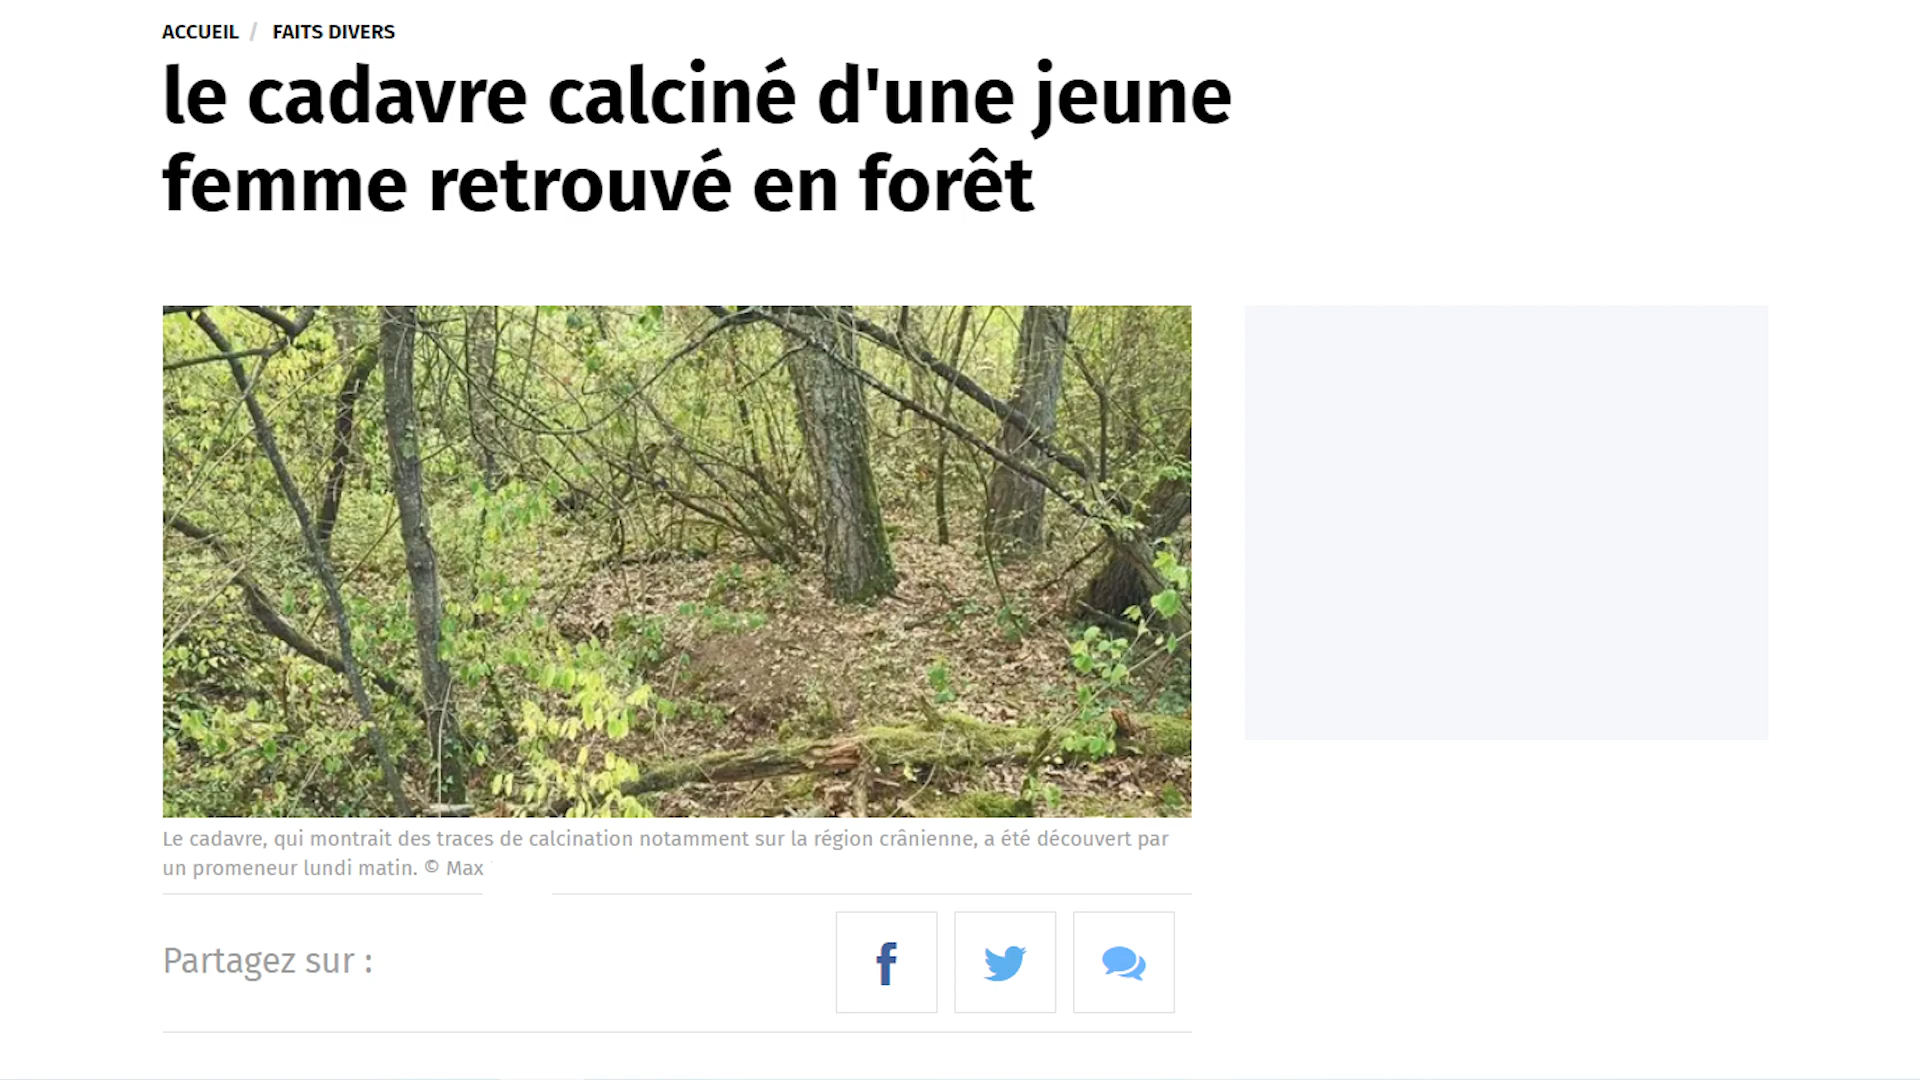 ACCUEIL / FAITS DIVERS
le cadavre calciné d'une jeune
femme retrouvé en forêt
Le cadavre, qui montrait des traces de calcination notamment sur la région crânienne, a été découvert par
un promeneur lundi matin. © Max
Partagez sur :